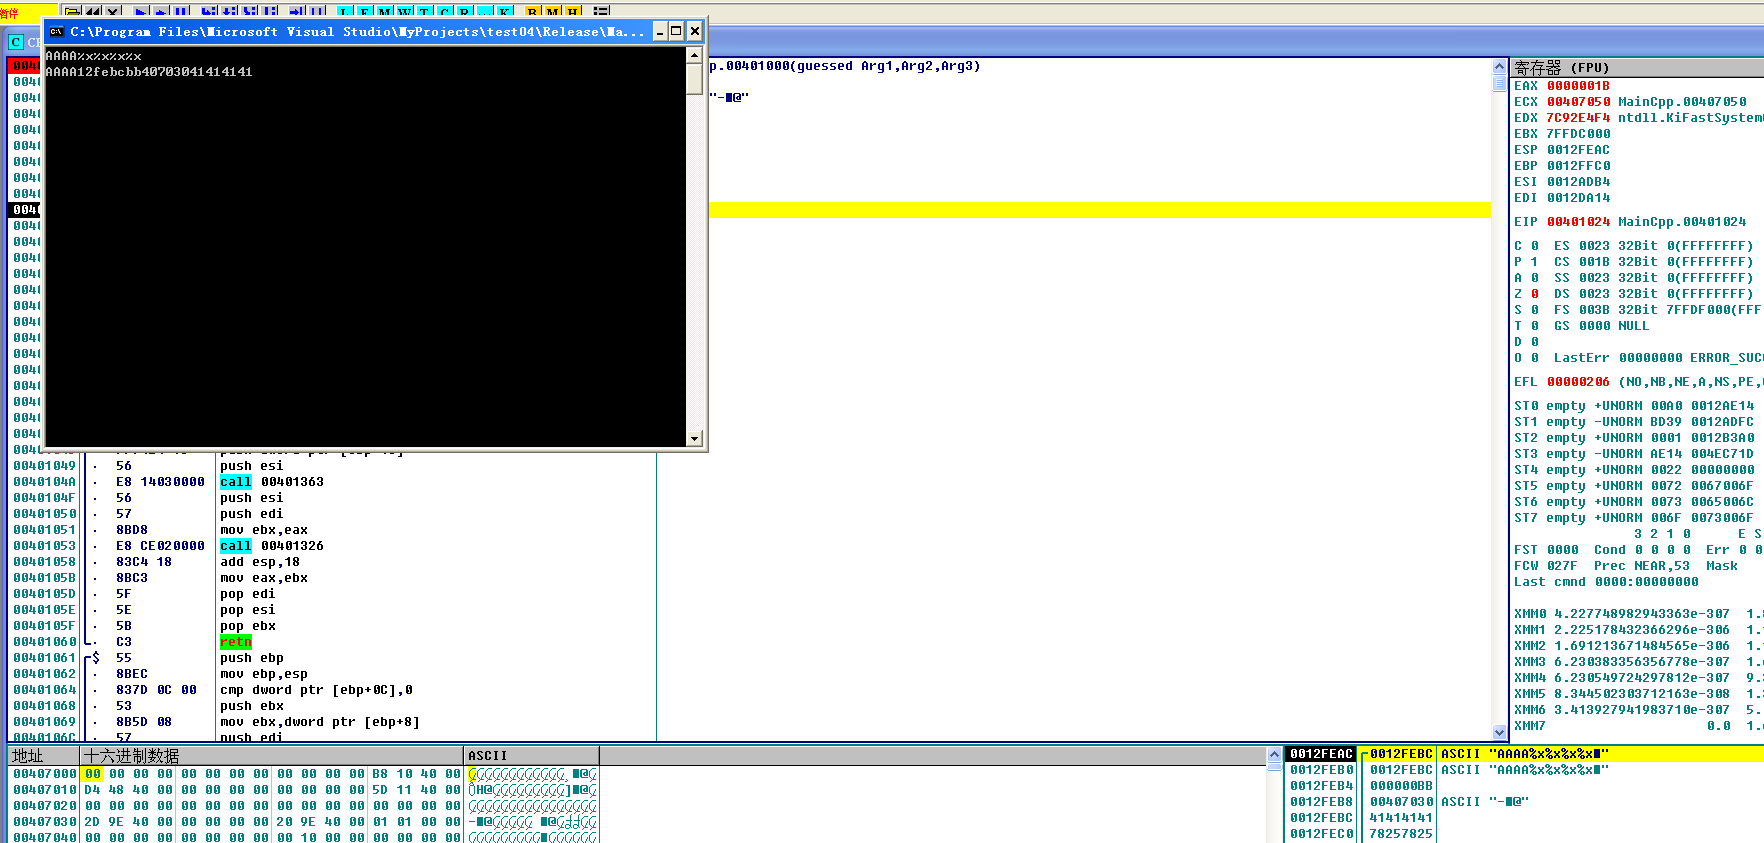 暂停
L E M W T C R ... K B M H
C:\Program Files\Microsoft Visual Studio\MyProjects\test04\Release\Ma...
AAAA%x%x%x%x
AAAA12febcbb40703041414141
p.00401000(guessed Arg1,Arg2,Arg3)
寄存器 (FPU)
EAX 0000001B
ECX 00407050 MainCpp.00407050
EDX 7C92E4F4 ntdll.KiFastSystem
EBX 7FFDC000
ESP 0012FEAC
EBP 0012FFC0
ESI 0012ADB4
EDI 0012DA14
EIP 00401024 MainCpp.00401024
C 0 ES 0023 32Bit 0(FFFFFFFF)
P 1 CS 001B 32Bit 0(FFFFFFFF)
A 0 SS 0023 32Bit 0(FFFFFFFF)
Z 0 DS 0023 32Bit 0(FFFFFFFF)
S 0 FS 003B 32Bit 7FFDF000(FFF
T 0 GS 0000 NULL
D 0
O 0 LastErr 00000000 ERROR_SUC
EFL 00000206 (NO,NB,NE,A,NS,PE,
ST0 empty +UNORM 00A0 0012AE14
ST1 empty -UNORM BD39 0012ADFC
ST2 empty +UNORM 0001 0012B3A0
ST3 empty -UNORM AE14 004EC71D
ST4 empty +UNORM 0022 00000000
ST5 empty +UNORM 0072 0067006F
ST6 empty +UNORM 0073 0065006C
ST7 empty +UNORM 006F 0073006F
3 2 1 0 E S
FST 0000 Cond 0 0 0 0 Err 0 0
FCW 027F Prec NEAR,53 Mask
Last cmnd 0000:00000000
XMM0 4.227748982943363e-307
XMM1 2.225178432366296e-306
XMM2 1.691213671484565e-306
XMM3 6.230383356356778e-307
XMM4 6.230549724297812e-307
XMM5 8.344502303712163e-308
XMM6 3.413927941983710e-307
XMM7 0.0
00401049 . 56 push esi
0040104A . E8 14030000 call 00401363
0040104F . 56 push esi
00401050 . 57 push edi
00401051 . 8BD8 mov ebx,eax
00401053 . E8 CE020000 call 00401326
00401058 . 83C4 18 add esp,18
0040105B . 8BC3 mov eax,ebx
0040105D . 5F pop edi
0040105E . 5E pop esi
0040105F . 5B pop ebx
00401060 . C3 retn
00401061 $ 55 push ebp
00401062 . 8BEC mov ebp,esp
00401064 . 837D 0C 00 cmp dword ptr [ebp+0C],0
00401068 . 53 push ebx
00401069 . 8B5D 08 mov ebx,dword ptr [ebp+8]
0040106C . 57 push edi
地址 十六进制数据 ASCII
00407000 00 00 00 00 00 00 00 00 00 00 00 00 B8 10 40 00
00407010 D4 48 40 00 00 00 00 00 00 00 00 00 5D 11 40 00
00407020 00 00 00 00 00 00 00 00 00 00 00 00 00 00 00 00
00407030 2D 9E 40 00 00 00 00 00 20 9E 40 00 01 01 00 00
00407040 00 00 00 00 00 00 00 00 00 10 00 00 00 00 00 00
0012FEAC 0012FEBC ASCII "AAAA%x%x%x%x"
0012FEB0 0012FEBC ASCII "AAAA%x%x%x%x"
0012FEB4 000000BB
0012FEB8 00407030 ASCII "-@"
0012FEBC 41414141
0012FEC0 78257825